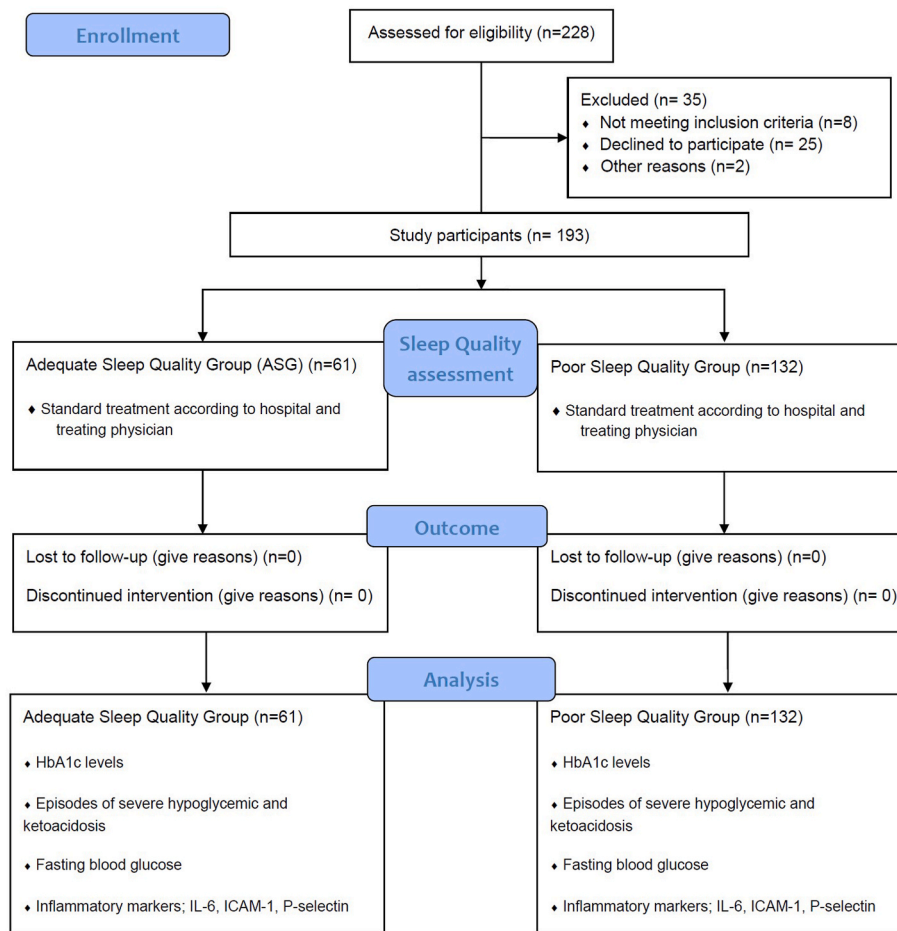 Enrollment
Assessed for eligibility (n=228)
Excluded (n= 35)
♦ Not meeting inclusion criteria (n=8)
♦ Declined to participate (n= 25)
♦ Other reasons (n=2)
Study participants (n= 193)
Sleep Quality
assessment
Adequate Sleep Quality Group (ASG) (n=61)
♦ Standard treatment according to hospital and
treating physician
Poor Sleep Quality Group (n=132)
♦ Standard treatment according to hospital and
treating physician
Outcome
Lost to follow-up (give reasons) (n=0)
Discontinued intervention (give reasons) (n= 0)
Lost to follow-up (give reasons) (n=0)
Discontinued intervention (give reasons) (n= 0)
Analysis
Adequate Sleep Quality Group (n=61)
♦ HbA1c levels
♦ Episodes of severe hypoglycemic and
ketoacidosis
♦ Fasting blood glucose
♦ Inflammatory markers; IL-6, ICAM-1, P-selectin
Poor Sleep Quality Group (n=132)
♦ HbA1c levels
♦ Episodes of severe hypoglycemic and
ketoacidosis
♦ Fasting blood glucose
♦ Inflammatory markers; IL-6, ICAM-1, P-selectin